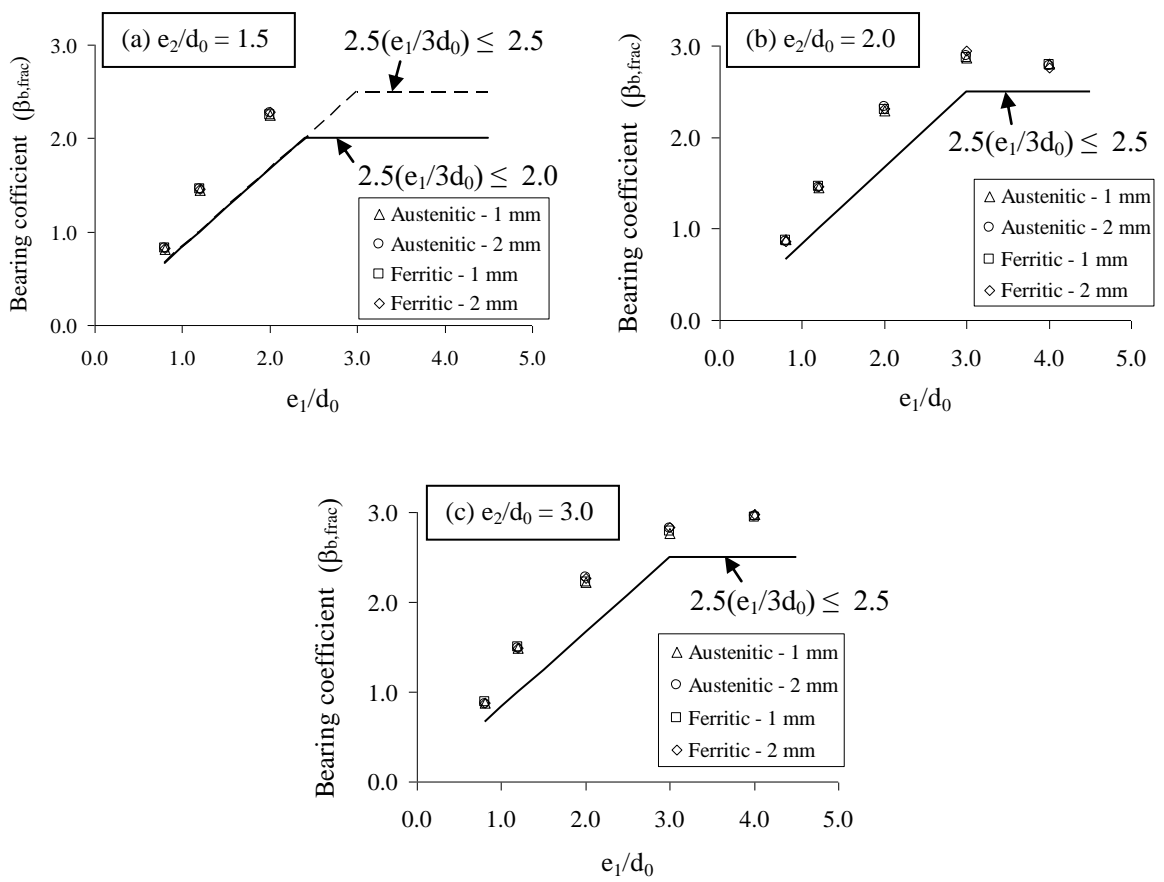 (a) e₂/d₀ = 1.5
2.5(e₁/3d₀) ≤ 2.5
2.5(e₁/3d₀) ≤ 2.0
Bearing cofficient (βb,frac)
3.0
2.0
1.0
0.0
Austenitic - 1 mm
Austenitic - 2 mm
Ferritic - 1 mm
Ferritic - 2 mm
0.0 1.0 2.0 3.0 4.0 5.0
e₁/d₀
(b) e₂/d₀ = 2.0
2.5(e₁/3d₀) ≤ 2.5
Bearing coefficient (βb,frac)
3.0
2.0
1.0
0.0
Austenitic - 1 mm
Austenitic - 2 mm
Ferritic - 1 mm
Ferritic - 2 mm
0.0 1.0 2.0 3.0 4.0 5.0
e₁/d₀
(c) e₂/d₀ = 3.0
2.5(e₁/3d₀) ≤ 2.5
Bearing coefficient (βb,frac)
3.0
2.0
1.0
0.0
Austenitic - 1 mm
Austenitic - 2 mm
Ferritic - 1 mm
Ferritic - 2 mm
0.0 1.0 2.0 3.0 4.0 5.0
e₁/d₀